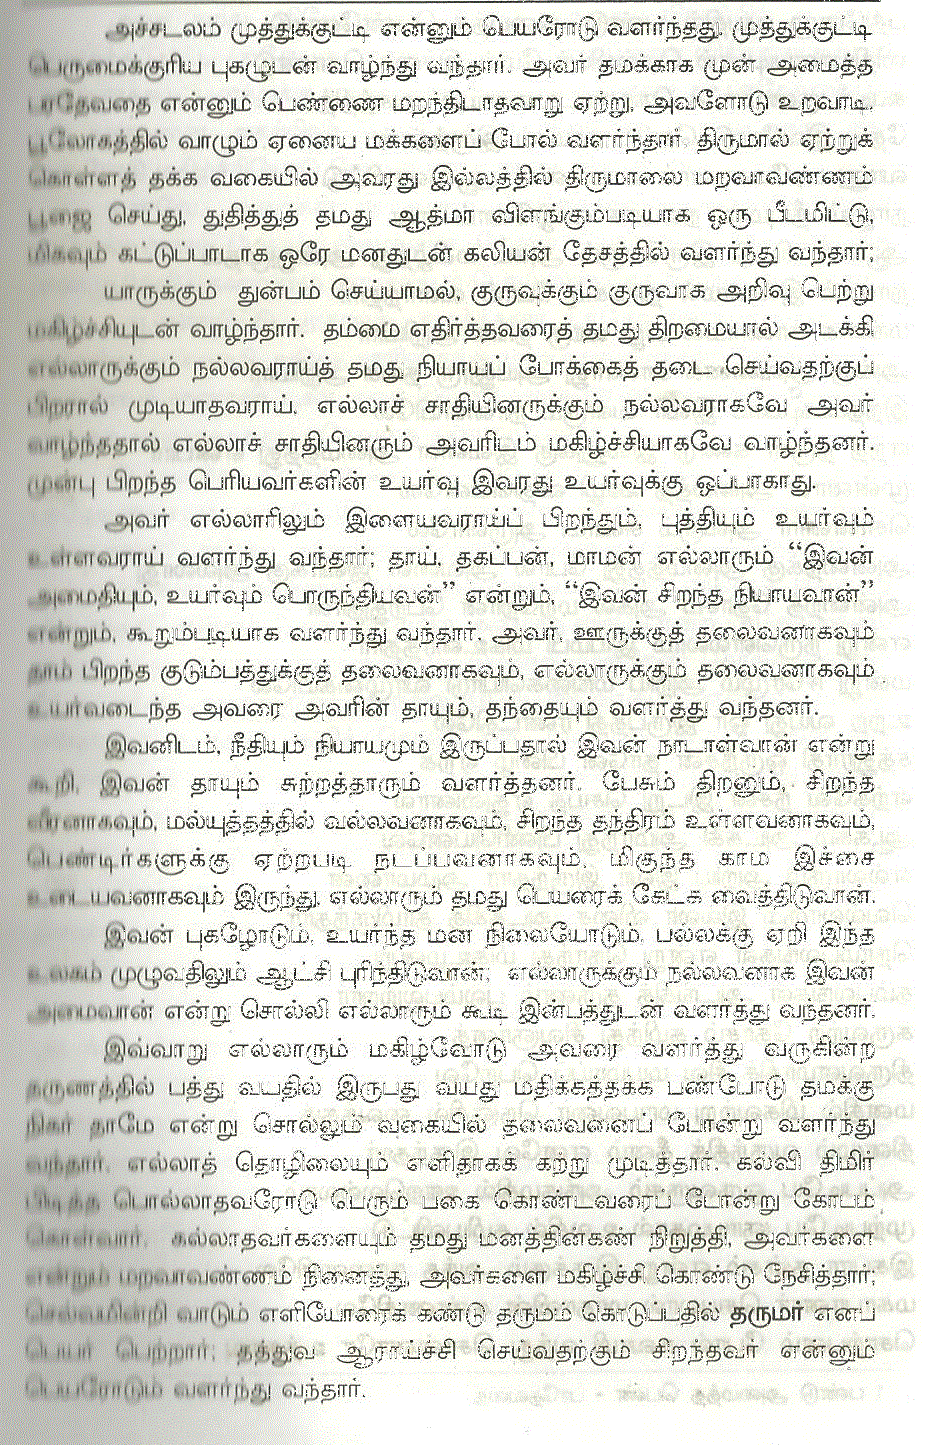 அச்சடலம் முத்துக்குட்டி என்னும் பெயரோடு வளர்ந்தது. முத்துக்குட்டி
பெருமைக்குரிய புகழுடன் வாழ்ந்து வந்தார். அவர் தமக்காக முன் அமைத்த
பரதேவதை என்னும் பெண்ணை மறந்திடாதவாறு ஏற்று, அவளோடு உறவாடி,
பூலோகத்தில் வாழும் ஏனைய மக்களைப் போல் வளர்ந்தார் திருமால் ஏற்றுக்
கொள்ளத் தக்க வகையில் அவரது இல்லத்தில் திருமாலை மறவாவண்ணம்
பூஜை செய்து, துதித்துத் தமது ஆத்மா விளங்கும்படியாக ஒரு பீடமிட்டு,
மிகவும் கட்டுப்பாடாக ஒரே மனதுடன் கலியன் தேசத்தில் வளர்ந்து வந்தார்;
யாருக்கும் துன்பம் செய்யாமல், குருவுக்கும் குருவாக அறிவு பெற்று
மகிழ்ச்சியுடன் வாழ்ந்தார். தம்மை எதிர்த்தவரைத் தமது திறமையால் அடக்கி
எல்லாருக்கும் நல்லவராய்த் தமது நியாயப் போக்கைத் தடை செய்வதற்குப்
பிறரால் முடியாதவராய், எல்லாச் சாதியினருக்கும் நல்லவராகவே அவர்
வாழ்ந்ததால் எல்லாச் சாதியினரும் அவரிடம் மகிழ்ச்சியாகவே வாழ்ந்தனர்.
முன்பு பிறந்த பெரியவர்களின் உயர்வு இவரது உயர்வுக்கு ஒப்பாகாது.
அவர் எல்லாரிலும் இளையவராய்ப் பிறந்தும், புத்தியும் உயர்வும்
உள்ளவராய் வளர்ந்து வந்தார்; தாய், தகப்பன், மாமன் எல்லாரும் “இவன்
அமைதியும், உயர்வும் பொருந்தியவன்” என்றும், “இவன் சிறந்த நியாயவான்”
என்றும், கூறும்படியாக வளர்ந்து வந்தார். அவர், ஊருக்குத் தலைவனாகவும்
தாம் பிறந்த குடும்பத்துக்குத் தலைவனாகவும், எல்லாருக்கும் தலைவனாகவும்
உயர்வடைந்த அவரை அவரின் தாயும், தந்தையும் வளர்த்து வந்தனர்.
இவனிடம், நீதியும் நியாயமும் இருப்பதால் இவன் நாடாள்வான் என்று
கூறி, இவன் தாயும் சுற்றத்தாரும் வளர்த்தனர். பேசும் திறனும், சிறந்த
வீரனாகவும், மல்யுத்தத்தில் வல்லவனாகவும், சிறந்த தந்திரம் உள்ளவனாகவும்,
பெண்டிர்களுக்கு ஏற்றபடி நடப்பவனாகவும், மிகுந்த காம இச்சை
உடையவனாகவும் இருந்து, எல்லாரும் தமது பெயரைக் கேட்க வைத்திடுவான்.
இவன் புகழோடும், உயர்ந்த மன நிலையோடும், பல்லக்கு ஏறி இந்த
உலகம் முழுவதிலும் ஆட்சி புரிந்திடுவான்; எல்லாருக்கும் நல்லவனாக இவன்
அமைவான் என்று சொல்லி எல்லாரும் கூடி இன்பத்துடன் வளர்த்து வந்தனர்.
இவ்வாறு எல்லாரும் மகிழ்வோடு அவரை வளர்த்து வருகின்ற
தருணத்தில் பத்து வயதில் இருபது வயது மதிக்கத்தக்க பண்போடு தமக்கு
நிகர் தாமே என்று சொல்லும் வகையில் தலைவனைப் போன்று வளர்ந்து
வந்தார். எல்லாத் தொழிலையும் எளிதாகக் கற்று முடித்தார். கல்வி திமிர்
பிடித்த பொல்லாதவரோடு பெரும் பகை கொண்டவரைப் போன்று கோபம்
கொள்வார். கல்லாதவர்களையும் தமது மனத்தின்கண் நிறுத்தி, அவர்களை
என்றும் மறவாவண்ணம் நினைத்து, அவர்களை மகிழ்ச்சி கொண்டு நேசித்தார்;
செல்வமின்றி வாடும் எளியோரைக் கண்டு தருமம் கொடுப்பதில் தருமர் எனப்
பெயர் பெற்றார்; தத்துவ ஆராய்ச்சி செய்வதற்கும் சிறந்தவர் என்னும்
பெயரோடும் வளர்ந்து வந்தார்.